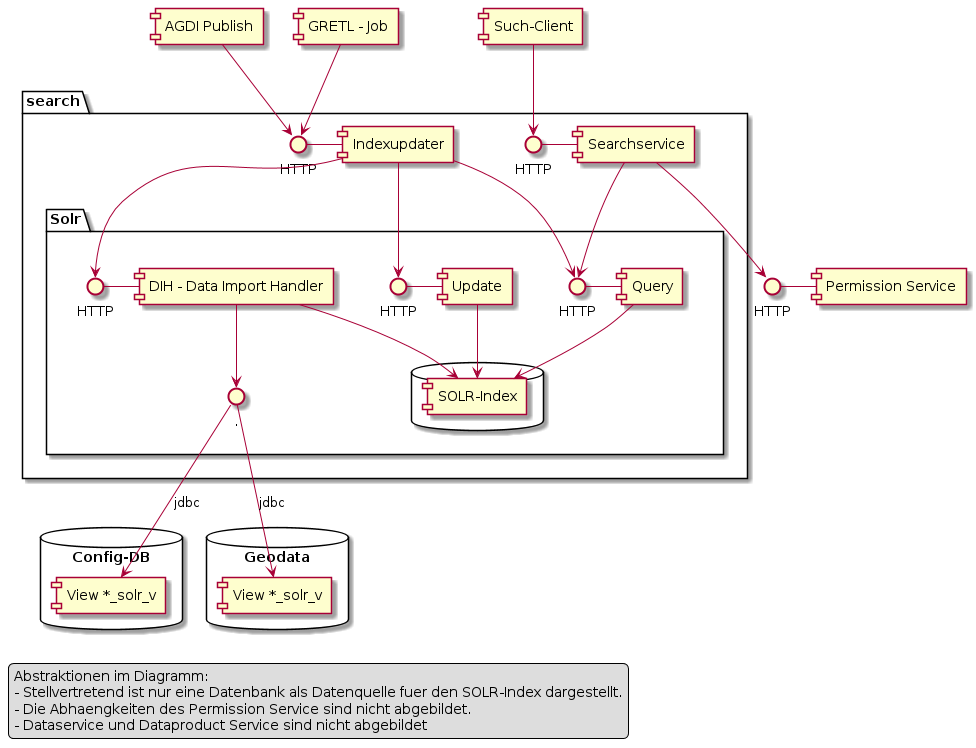 AGDI Publish
GRETL - Job
Such-Client
search
HTTP
Indexupdater
HTTP
Searchservice
Solr
HTTP
DIH - Data Import Handler
HTTP
Update
HTTP
Query
HTTP
Permission Service
SOLR-Index
.
jdbc
jdbc
Config-DB
Geodata
View *_solr_v
View *_solr_v
Abstraktionen im Diagramm:
- Stellvertretend ist nur eine Datenbank als Datenquelle fuer den SOLR-Index dargestellt.
- Die Abhaengkeiten des Permission Service sind nicht abgebildet.
- Dataservice und Dataproduct Service sind nicht abgebildet